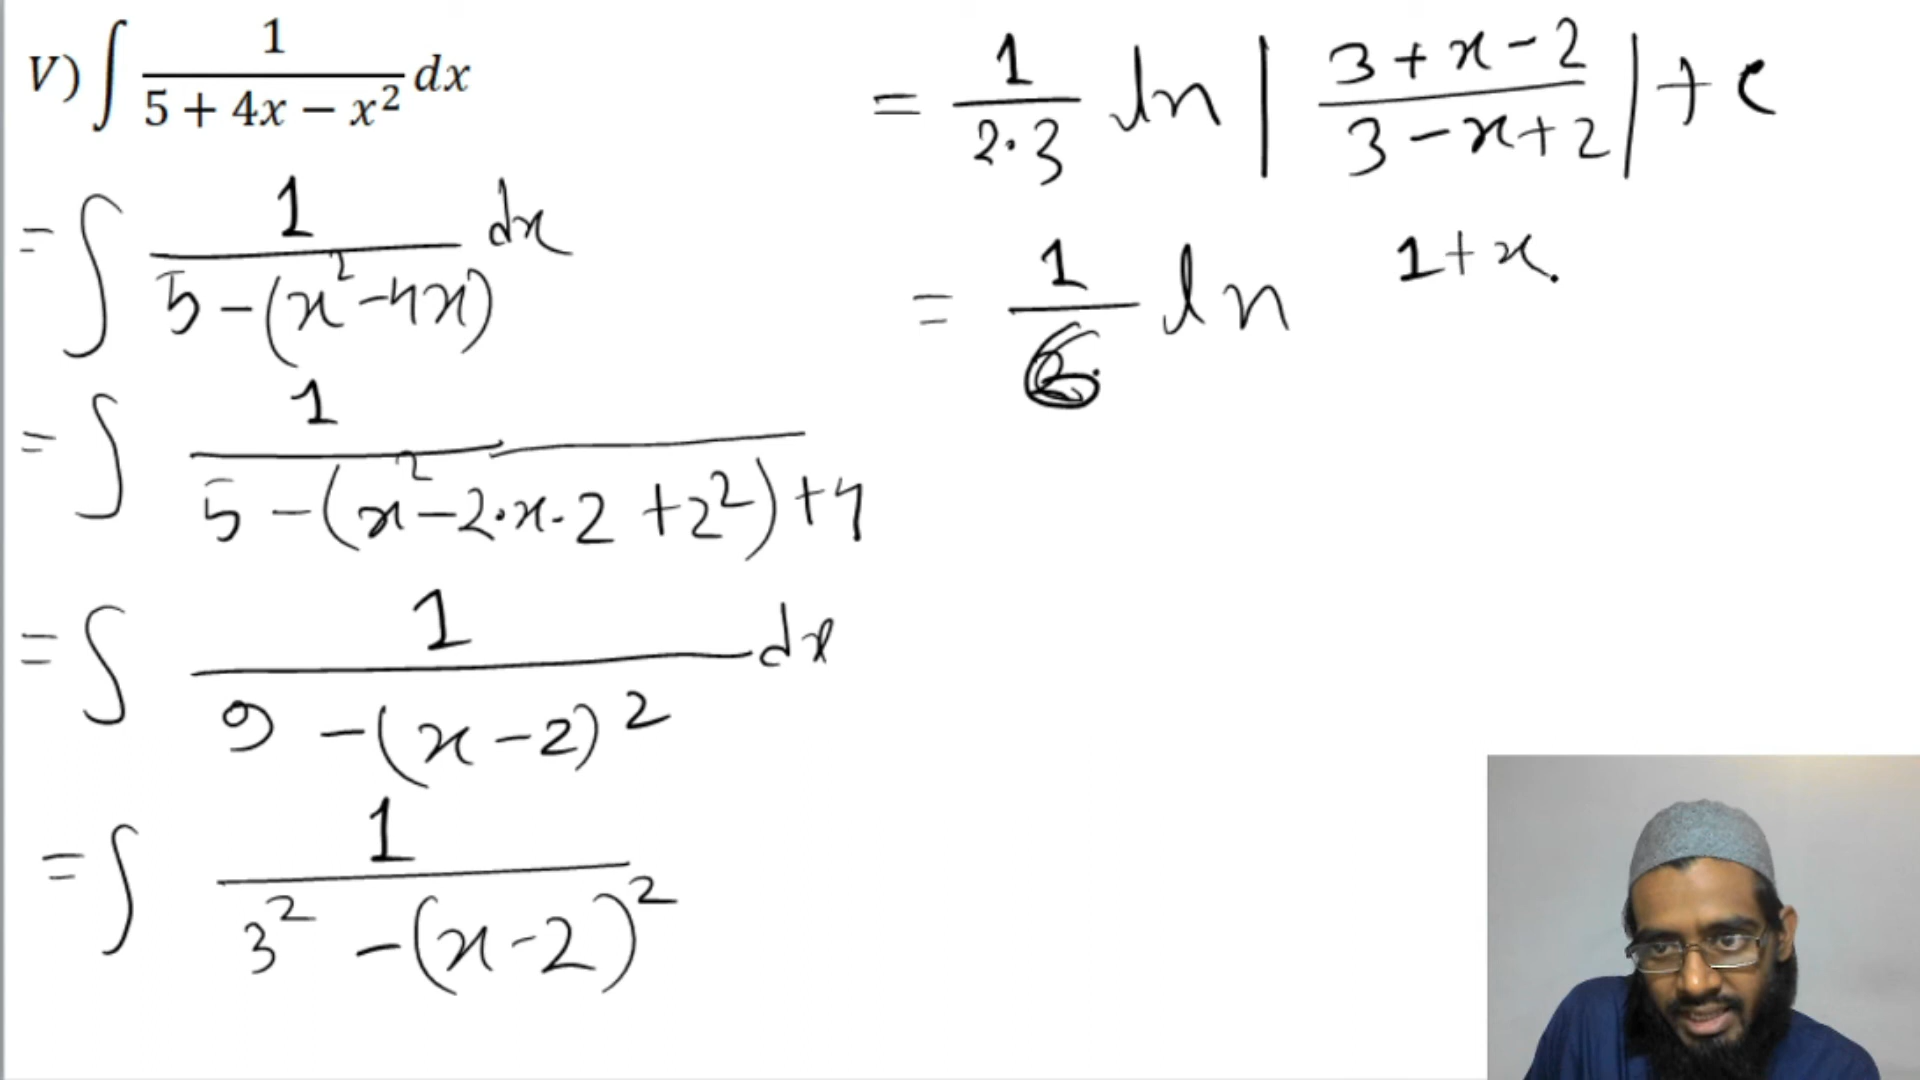 V) ∫ 1/(5 + 4x − x²) dx
= ∫ 1/(5 − (x² − 4x)) dx
= ∫ 1/(5 − (x² − 2·x·2 + 2²) + 4)
= ∫ 1/(9 − (x − 2)²) dx
= ∫ 1/(3² − (x − 2)²)
= 1/(2·3) ln | (3 + x − 2)/(3 − x + 2) | + c
= 1/6 ln 1 + x